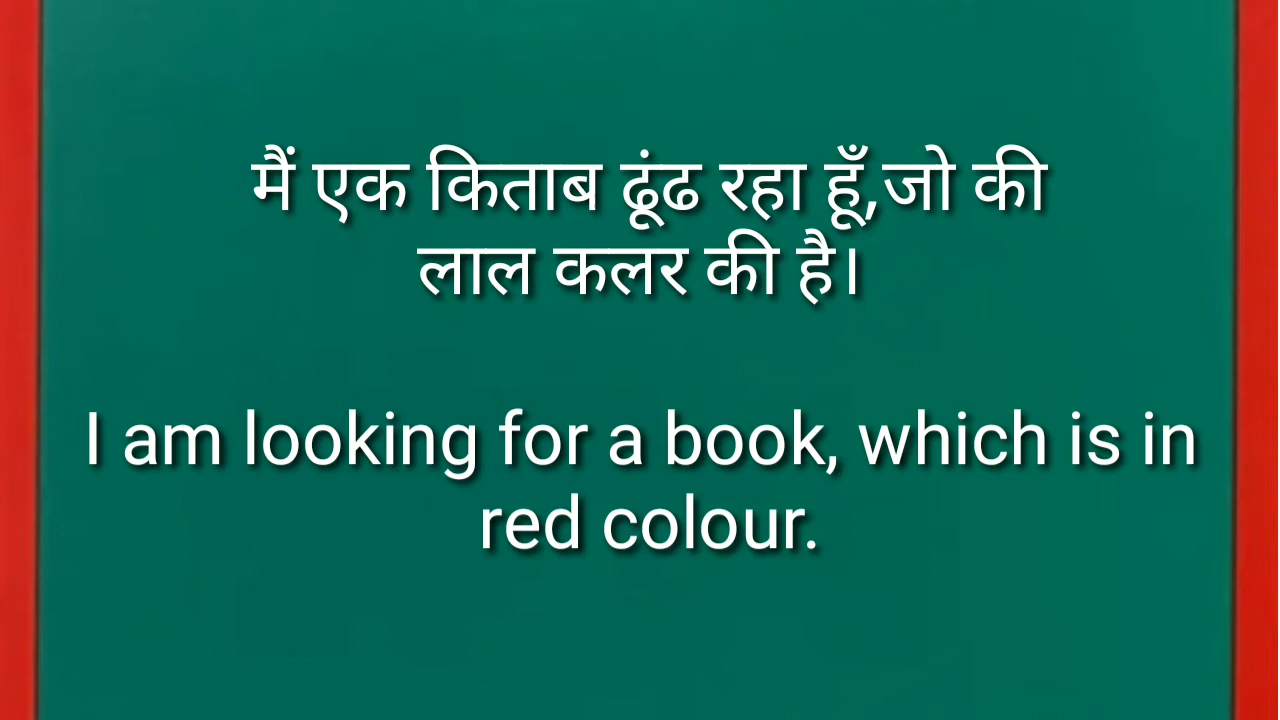 मैं एक किताब ढूंढ रहा हूँ,जो की
लाल कलर की है।
I am looking for a book, which is in
red colour.